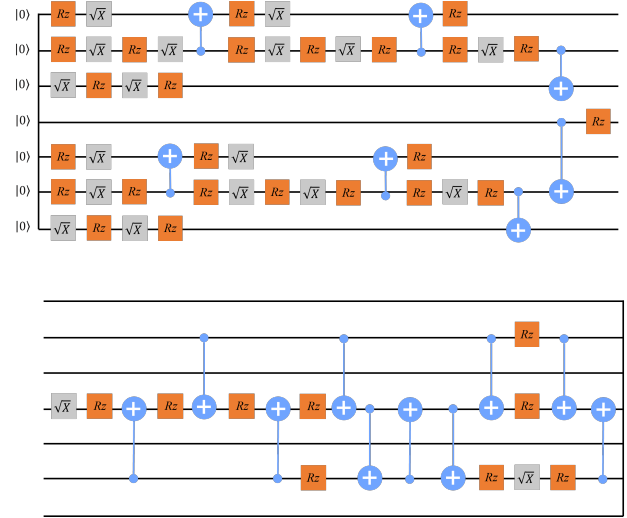 |0⟩ Rz √X Rz √X Rz
|0⟩ Rz √X Rz √X Rz √X Rz √X Rz Rz √X Rz
|0⟩ √X Rz √X Rz
|0⟩ Rz
|0⟩ Rz √X Rz √X Rz
|0⟩ Rz √X Rz Rz √X Rz √X Rz Rz √X Rz
|0⟩ √X Rz √X Rz
Rz
√X Rz Rz Rz Rz Rz
Rz Rz √X Rz